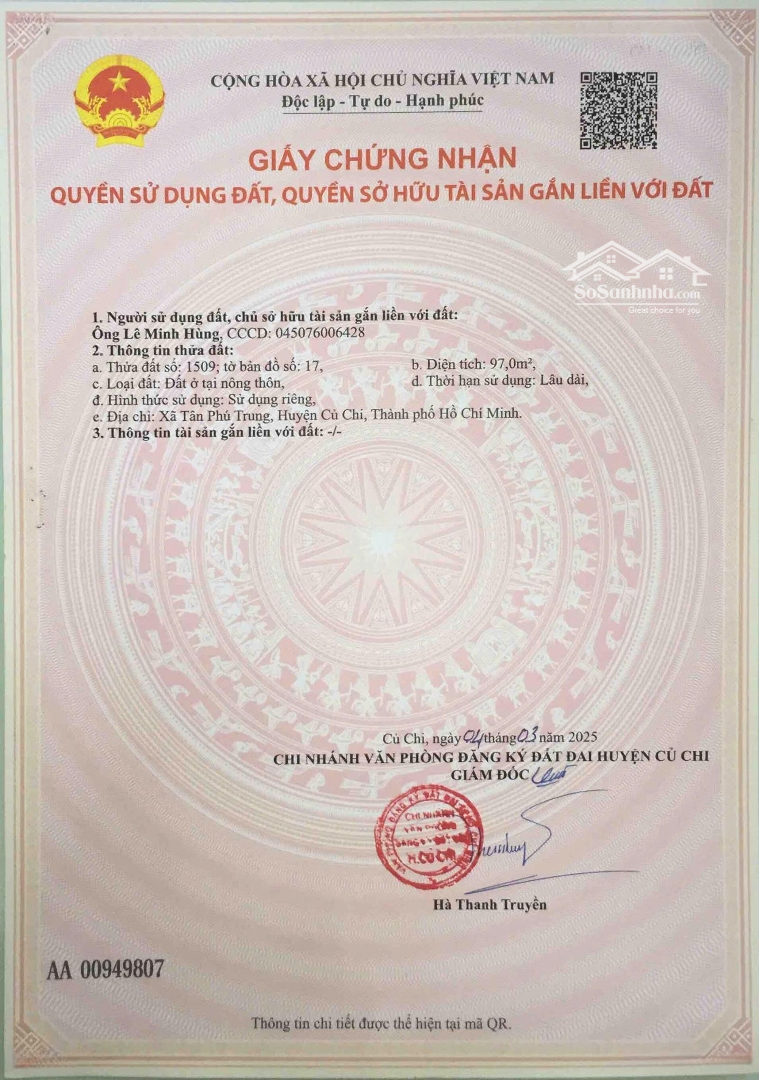 CỘNG HÒA XÃ HỘI CHỦ NGHĨA VIỆT NAM
Độc lập - Tự do - Hạnh phúc
GIẤY CHỨNG NHẬN
QUYỀN SỬ DỤNG ĐẤT, QUYỀN SỞ HỮU TÀI SẢN GẮN LIỀN VỚI ĐẤT
SoSanhnha.com
Great choice for you
1. Người sử dụng đất, chủ sở hữu tài sản gắn liền với đất:
Ông Lê Minh Hùng, CCCD: 045076006428
2. Thông tin thửa đất:
a. Thửa đất số: 1509; tờ bản đồ số: 17, b. Diện tích: 97,0m²,
c. Loại đất: Đất ở tại nông thôn, d. Thời hạn sử dụng: Lâu dài,
đ. Hình thức sử dụng: Sử dụng riêng,
e. Địa chỉ: Xã Tân Phú Trung, Huyện Củ Chi, Thành phố Hồ Chí Minh.
3. Thông tin tài sản gắn liền với đất: -/-
Củ Chi, ngày 04 tháng 03 năm 2025
CHI NHÁNH VĂN PHÒNG ĐĂNG KÝ ĐẤT ĐAI HUYỆN CỦ CHI
GIÁM ĐỐC
CHI NHÁNH
VĂN PHÒNG
H.CỦ CHI
Hà Thanh Truyền
AA 00949807
Thông tin chi tiết được thể hiện tại mã QR.